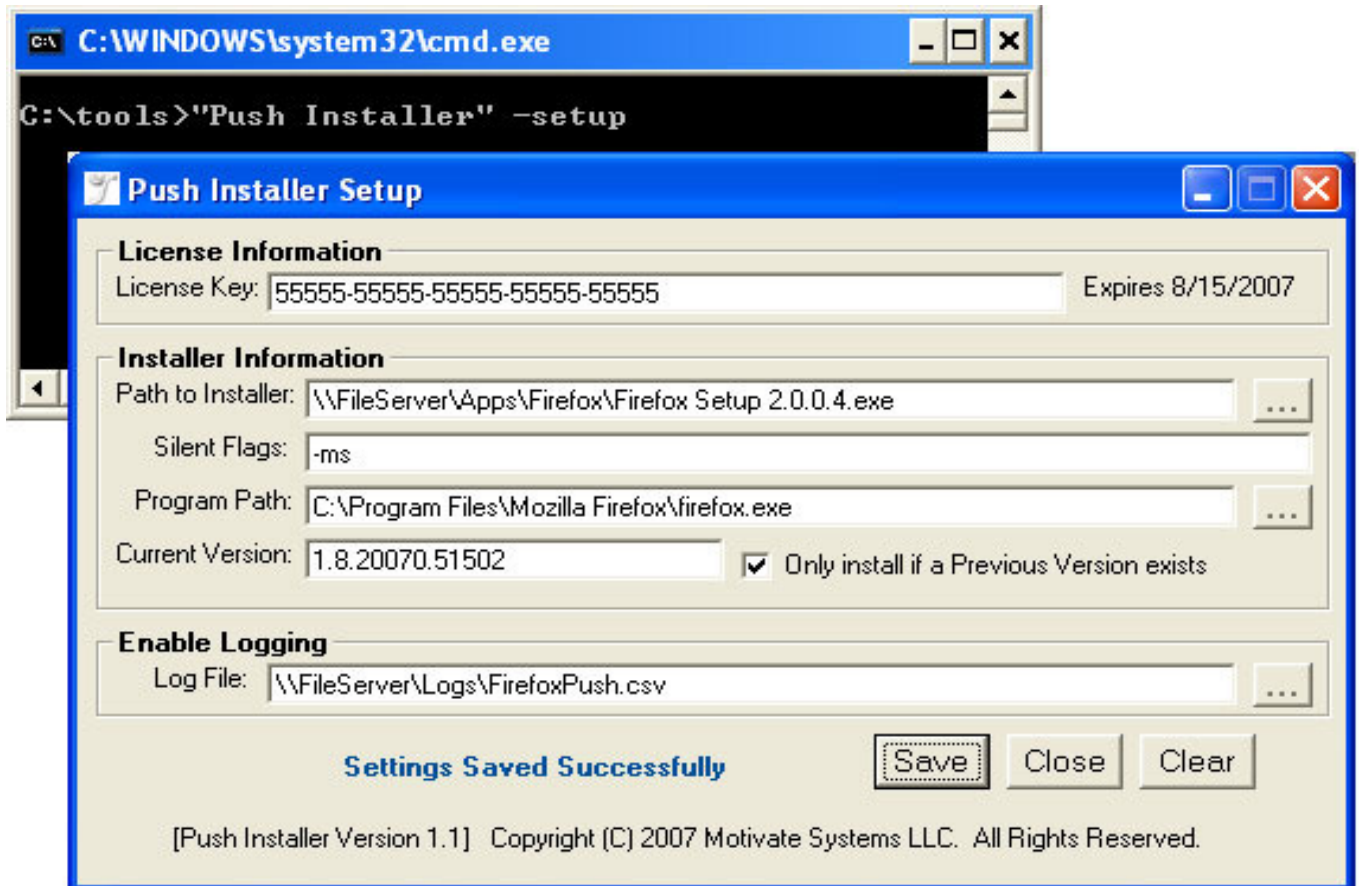 C:\WINDOWS\system32\cmd.exe
C:\tools>"Push Installer" -setup
Push Installer Setup
License Information
License Key: 55555-55555-55555-55555-55555 Expires 8/15/2007
Installer Information
Path to Installer: \\FileServer\Apps\Firefox\Firefox Setup 2.0.0.4.exe ...
Silent Flags: -ms
Program Path: C:\Program Files\Mozilla Firefox\firefox.exe ...
Current Version: 1.8.20070.51502 Only install if a Previous Version exists
Enable Logging
Log File: \\FileServer\Logs\FirefoxPush.csv ...
Settings Saved Successfully Save Close Clear
[Push Installer Version 1.1] Copyright (C) 2007 Motivate Systems LLC. All Rights Reserved.